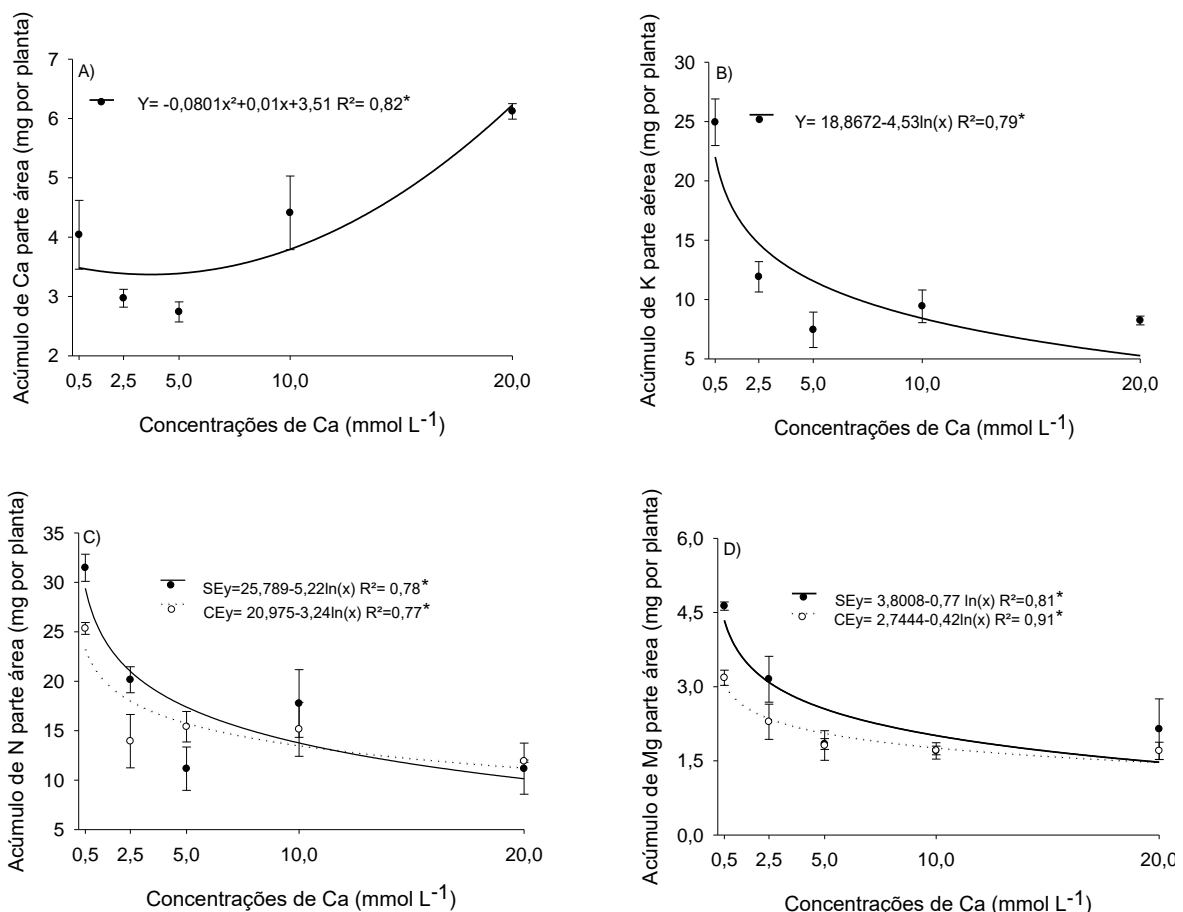 Acúmulo de Ca parte área (mg por planta)
7
6
5
4
3
2
A)
Y= -0,0801x²+0,01x+3,51 R²= 0,82*
0,5 2,5 5,0 10,0 20,0
Concentrações de Ca (mmol L-1)
Acúmulo de K parte aérea (mg por planta)
30
25
20
15
10
5
B)
Y= 18,8672-4,53ln(x) R²=0,79*
0,5 2,5 5,0 10,0 20,0
Concentrações de Ca (mmol L-1)
Acúmulo de N parte área (mg por planta)
35
30
25
20
15
10
5
C)
SEy=25,789-5,22ln(x) R²= 0,78*
CEy= 20,975-3,24ln(x) R²=0,77*
0,5 2,5 5,0 10,0 20,0
Concentrações de Ca (mmol L-1)
Acúmulo de Mg parte área (mg por planta)
6,0
4,5
3,0
1,5
0,0
D)
SEy= 3,8008-0,77 ln(x) R²=0,81*
CEy= 2,7444-0,42ln(x) R²= 0,91*
0,5 2,5 5,0 10,0 20,0
Concentrações de Ca (mmol L-1)